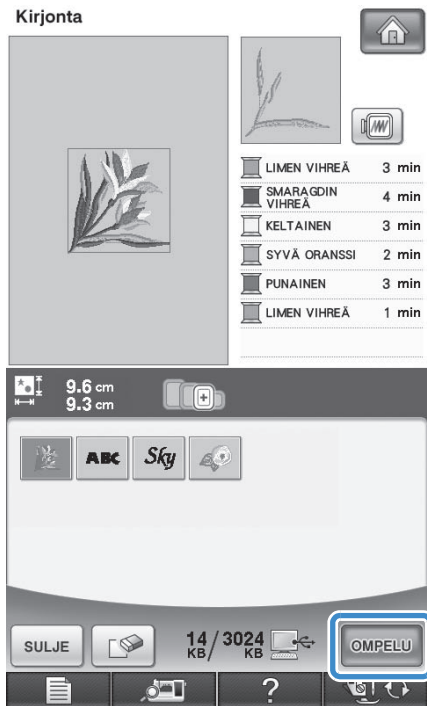 Kirjonta
LIMEN VIHREÄ 3 min
SMARAGDIN VIHREÄ 4 min
KELTAINEN 3 min
SYVÄ ORANSSI 2 min
PUNAINEN 3 min
LIMEN VIHREÄ 1 min
9.6 cm
9.3 cm
ABC Sky
SULJE 14 KB / 3024 KB OMPELU
?